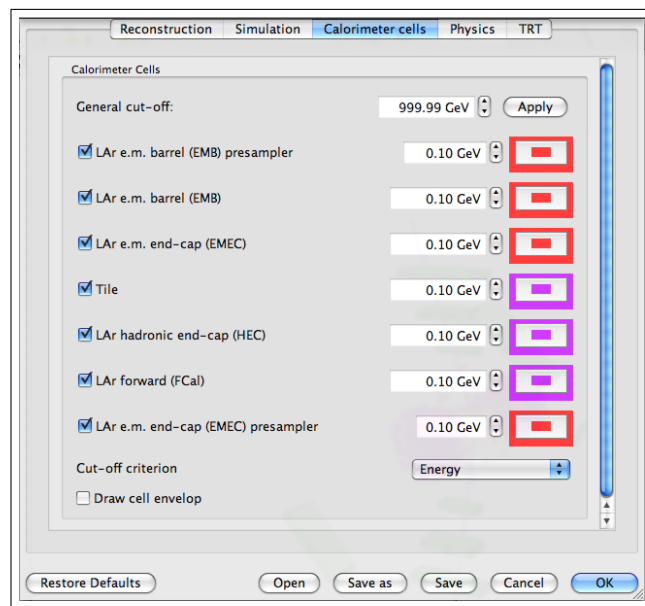 Reconstruction Simulation Calorimeter cells Physics TRT
Calorimeter Cells
General cut-off: 999.99 GeV Apply
LAr e.m. barrel (EMB) presampler 0.10 GeV
LAr e.m. barrel (EMB) 0.10 GeV
LAr e.m. end-cap (EMEC) 0.10 GeV
Tile 0.10 GeV
LAr hadronic end-cap (HEC) 0.10 GeV
LAr forward (FCal) 0.10 GeV
LAr e.m. end-cap (EMEC) presampler 0.10 GeV
Cut-off criterion Energy
Draw cell envelop
Restore Defaults Open Save as Save Cancel OK